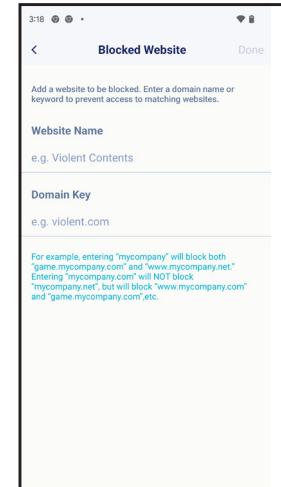 3:18
Blocked Website
Done
Add a website to be blocked. Enter a domain name or
keyword to prevent access to matching websites.
Website Name
e.g. Violent Contents
Domain Key
e.g. violent.com
For example, entering "mycompany" will block both
"game.mycompany.com" and "www.mycompany.net."
Entering "mycompany.com" will NOT block
"mycompany.net", but will block "www.mycompany.com"
and "game.mycompany.com",etc.